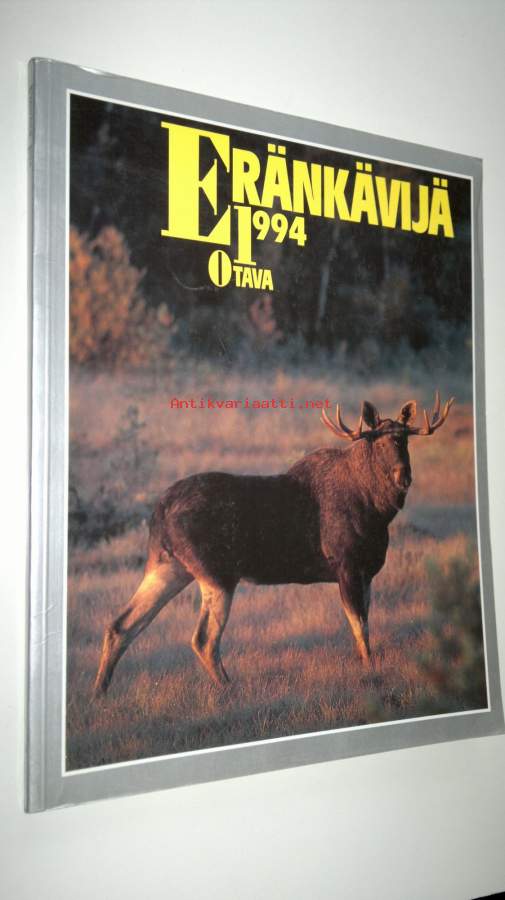 ERÄNKÄVIJÄ
1994
OTAVA
Antikvariaatti.net